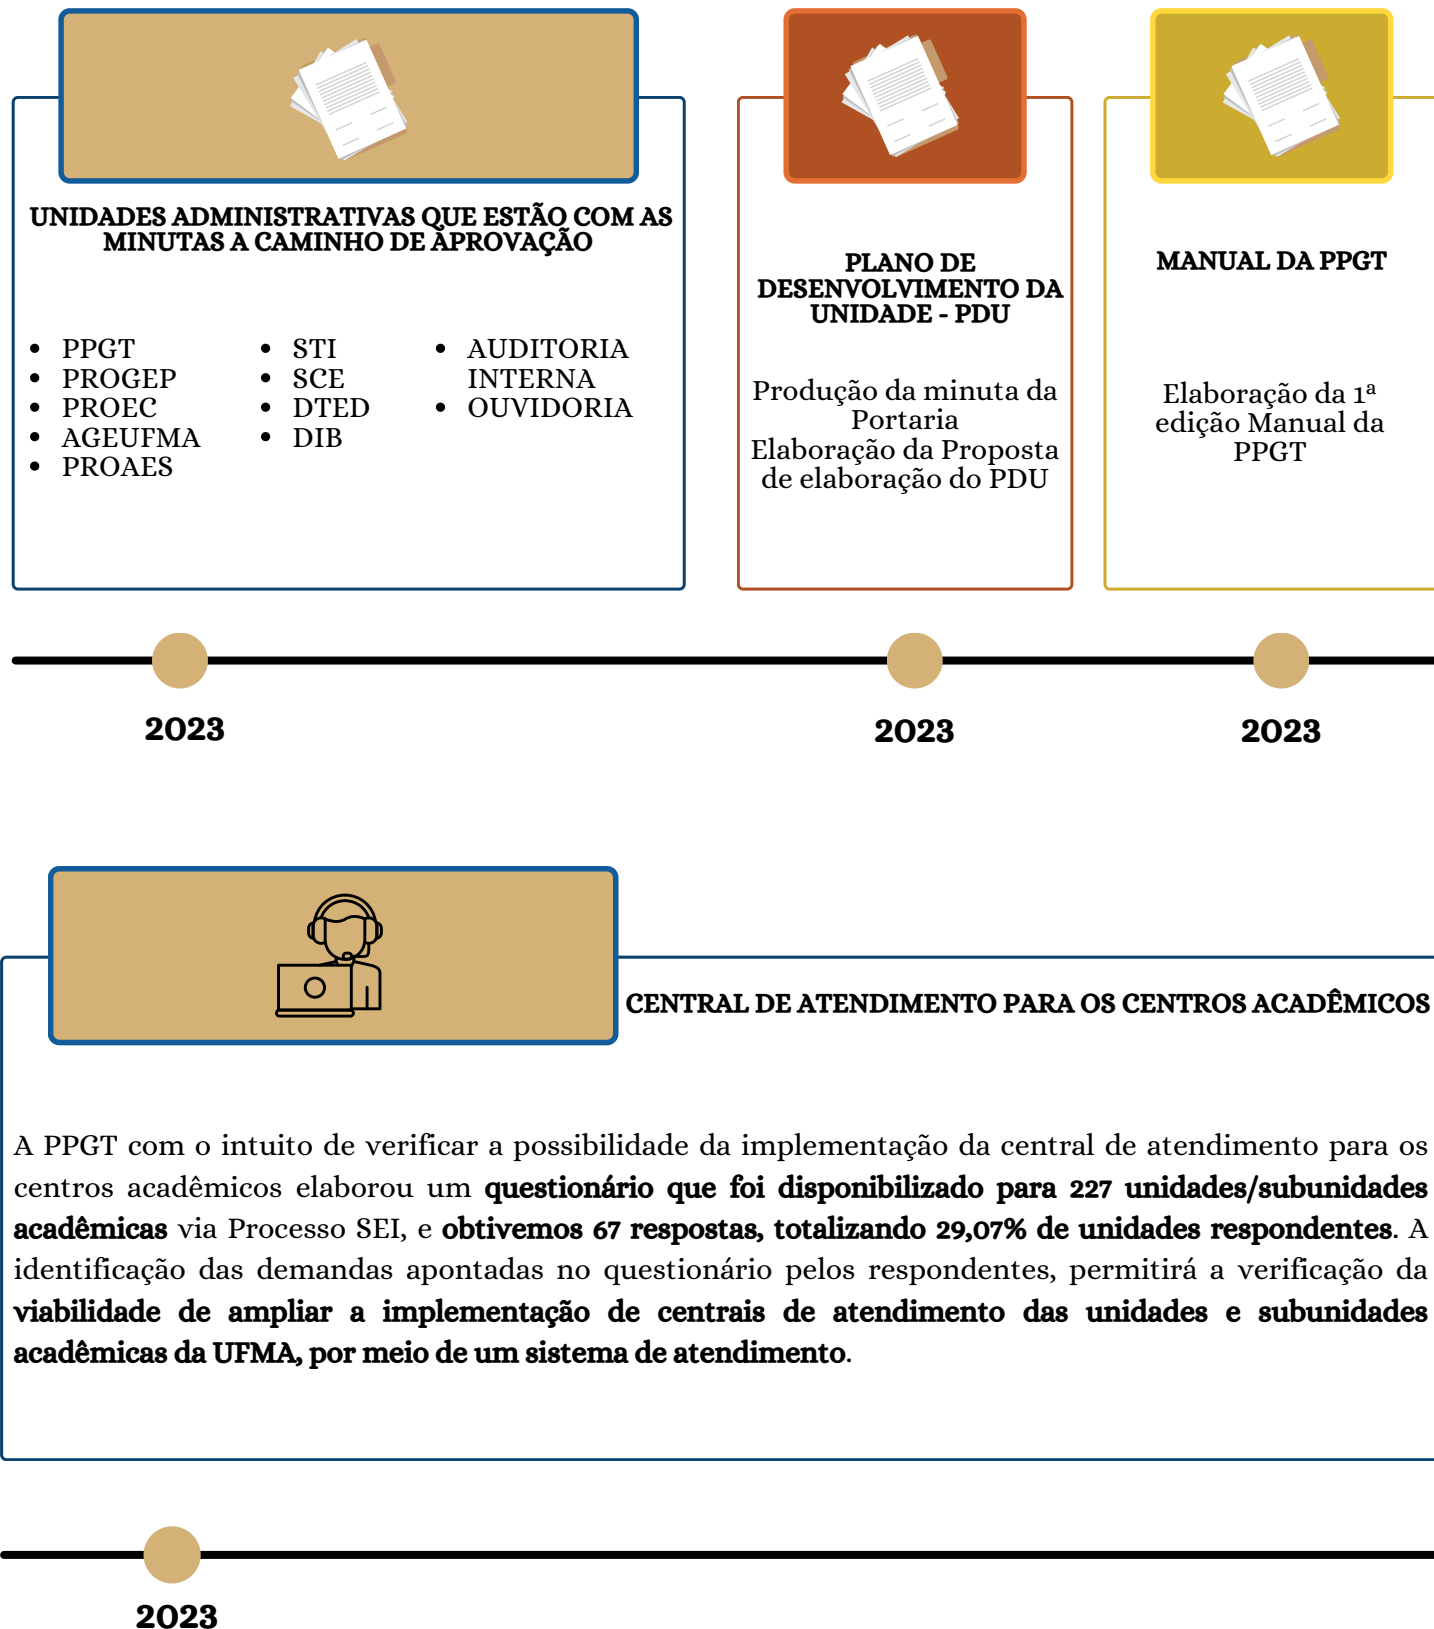 UNIDADES ADMINISTRATIVAS QUE ESTÃO COM AS
MINUTAS A CAMINHO DE APROVAÇÃO
• PPGT
• PROGEP
• PROEC
• AGEUFMA
• PROAES
• STI
• SCE
• DTED
• DIB
• AUDITORIA
INTERNA
• OUVIDORIA
PLANO DE
DESENVOLVIMENTO DA
UNIDADE - PDU
Produção da minuta da
Portaria
Elaboração da Proposta
de elaboração do PDU
MANUAL DA PPGT
Elaboração da 1ª
edição Manual da
PPGT
2023
2023
2023
CENTRAL DE ATENDIMENTO PARA OS CENTROS ACADÊMICOS
A PPGT com o intuito de verificar a possibilidade da implementação da central de atendimento para os
centros acadêmicos elaborou um questionário que foi disponibilizado para 227 unidades/subunidades
acadêmicas via Processo SEI, e obtivemos 67 respostas, totalizando 29,07% de unidades respondentes. A
identificação das demandas apontadas no questionário pelos respondentes, permitirá a verificação da
viabilidade de ampliar a implementação de centrais de atendimento das unidades e subunidades
acadêmicas da UFMA, por meio de um sistema de atendimento.
2023